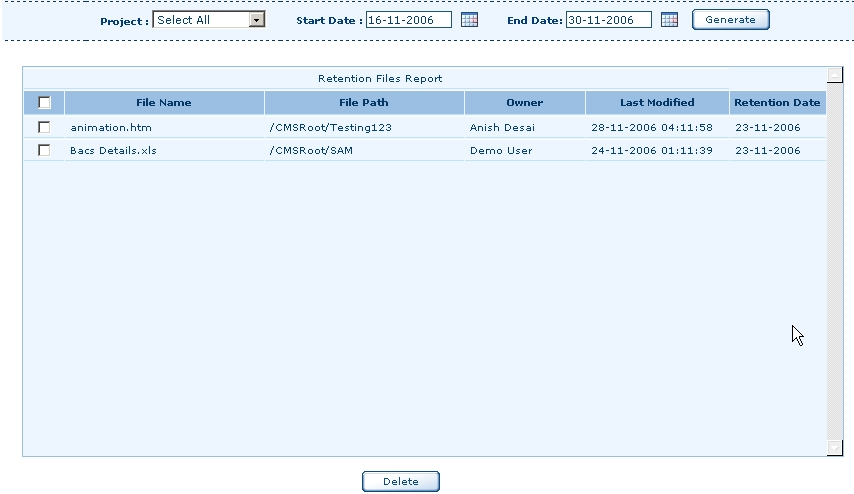 Project : Select All Start Date : 16-11-2006 End Date: 30-11-2006 Generate
Retention Files Report
File Name File Path Owner Last Modified Retention Date
animation.htm /CMSRoot/Testing123 Anish Desai 28-11-2006 04:11:58 23-11-2006
Bacs Details.xls /CMSRoot/SAM Demo User 24-11-2006 01:11:39 23-11-2006
Delete